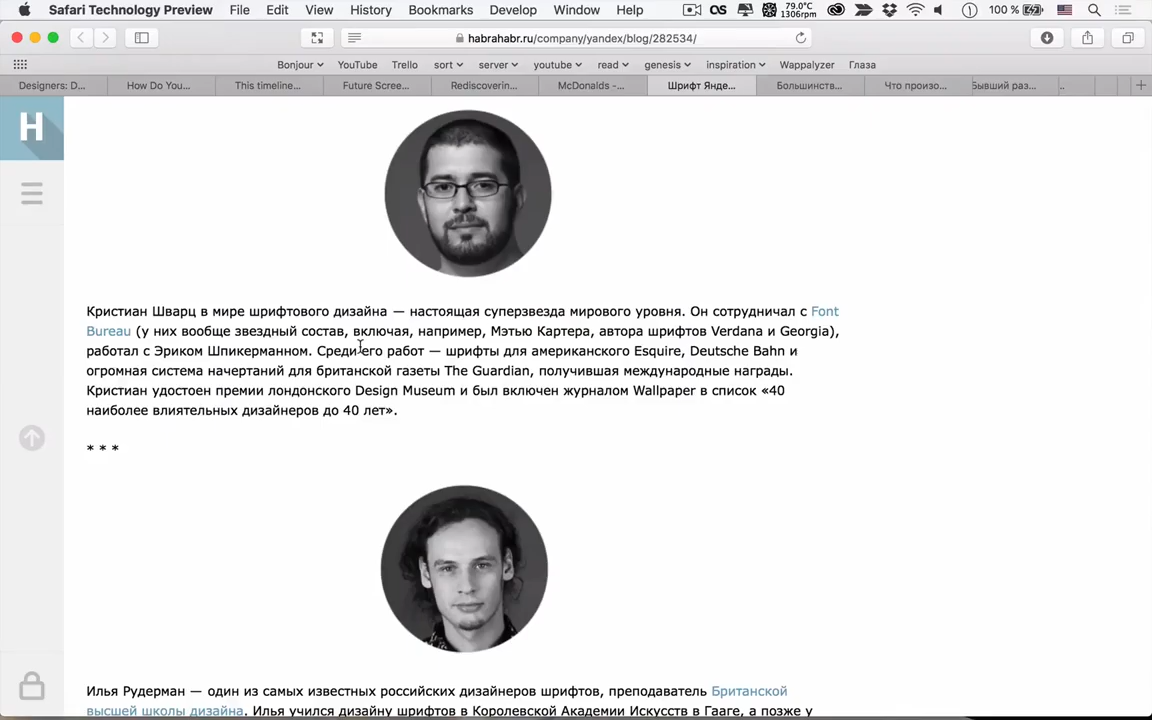 Safari Technology Preview File Edit View History Bookmarks Develop Window Help 79.0°C 1306rpm 100 %
habrahabr.ru/company/yandex/blog/282534/
Bonjour YouTube Trello sort server youtube read genesis inspiration Wappalyzer Глаза
Designers: D... How Do You... This timeline... Future Scree... Rediscoverin... McDonalds -... Шрифт Янде... Большинств... Что произо... Бывший раз... ..
H
Кристиан Шварц в мире шрифтового дизайна — настоящая суперзвезда мирового уровня. Он сотрудничал с Font
Bureau (у них вообще звездный состав, включая, например, Мэтью Картера, автора шрифтов Verdana и Georgia),
работал с Эриком Шпикерманном. Среди его работ — шрифты для американского Esquire, Deutsche Bahn и
огромная система начертаний для британской газеты The Guardian, получившая международные награды.
Кристиан удостоен премии лондонского Design Museum и был включен журналом Wallpaper в список «40
наиболее влиятельных дизайнеров до 40 лет».
* * *
Илья Рудерман — один из самых известных российских дизайнеров шрифтов, преподаватель Британской
высшей школы дизайна. Илья учился дизайну шрифтов в Королевской Академии Искусств в Гааге, а позже у